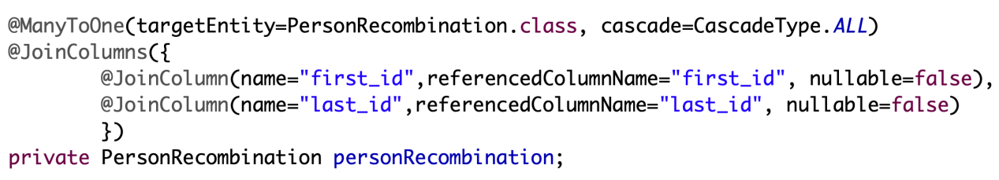 @ManyToOne(targetEntity=PersonRecombination.class, cascade=CascadeType.ALL)
@JoinColumns({
@JoinColumn(name="first_id",referencedColumnName="first_id", nullable=false),
@JoinColumn(name="last_id",referencedColumnName="last_id", nullable=false)
})
private PersonRecombination personRecombination;